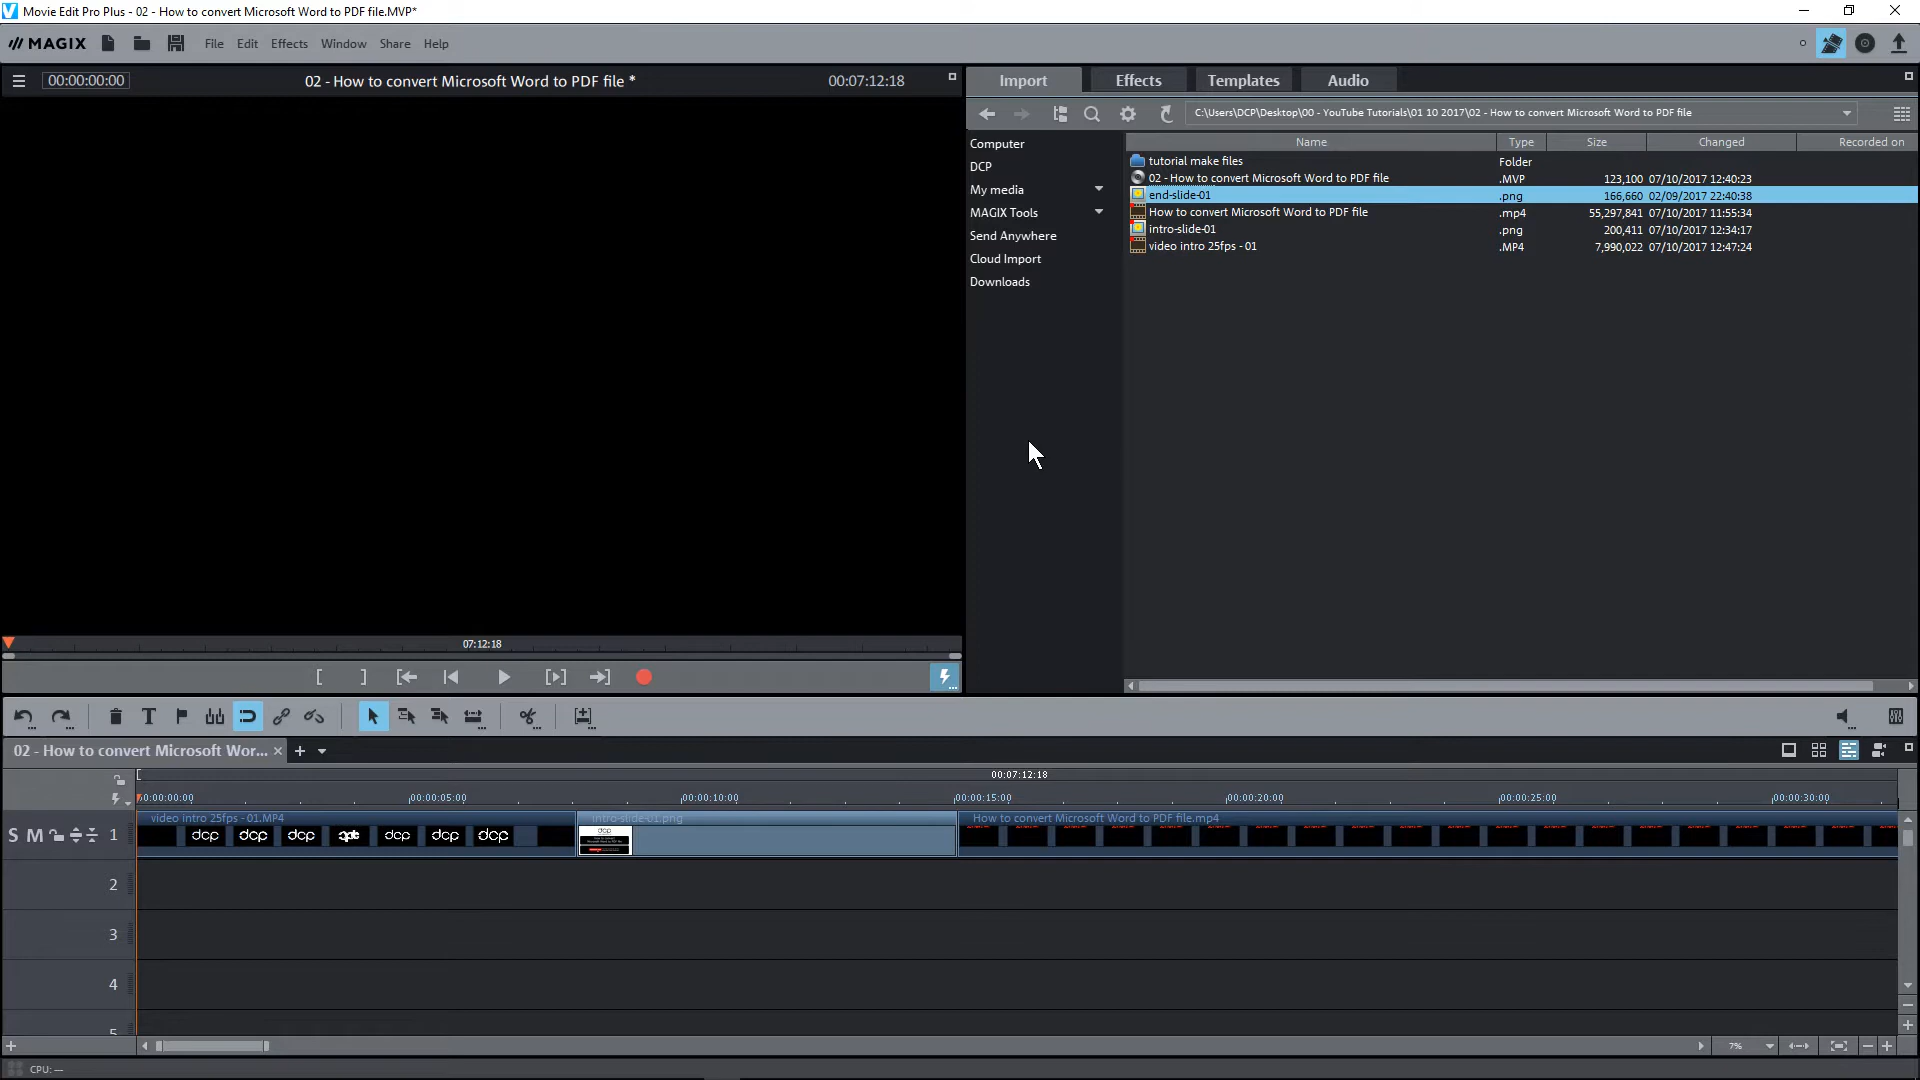 Movie Edit Pro Plus - 02 - How to convert Microsoft Word to PDF file.MVP*
MAGIX File Edit Effects Window Share Help
00:00:00:00 02 - How to convert Microsoft Word to PDF file * 00:07:12:18
Import Effects Templates Audio
C:\Users\DCP\Desktop\00 - YouTube Tutorials\01 10 2017\02 - How to convert Microsoft Word to PDF file
Computer
DCP
My media
MAGIX Tools
Send Anywhere
Cloud Import
Downloads
Name Type Size Changed Recorded on
tutorial make files Folder
02 - How to convert Microsoft Word to PDF file .MVP 123,100 07/10/2017 12:40:23
end-slide-01 .png 166,660 02/09/2017 22:40:38
How to convert Microsoft Word to PDF file .mp4 55,297,841 07/10/2017 11:55:34
intro-slide-01 .png 200,411 07/10/2017 12:34:17
video intro 25fps - 01 .MP4 7,990,022 07/10/2017 12:47:24
07:12:18
02 - How to convert Microsoft Wor...
00:07:12:18
00:00:00:00 00:00:05:00 00:00:10:00 00:00:15:00 00:00:20:00 00:00:25:00 00:00:30:00
video intro 25fps - 01.MP4 intro-slide-01.png How to convert Microsoft Word to PDF file.mp4
S M 1
dcp dcp dcp dcp dcp dcp dcp
2
3
4
5
7%
CPU: —